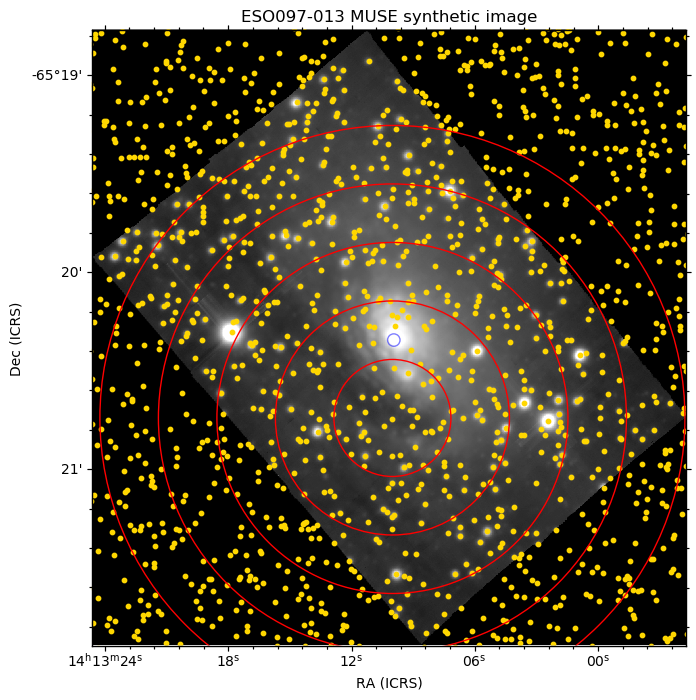 ESO097-013 MUSE synthetic image
-65°19'
20'
21'
Dec (ICRS)
14ʰ13ᵐ24ˢ 18ˢ 12ˢ 06ˢ 00ˢ
RA (ICRS)